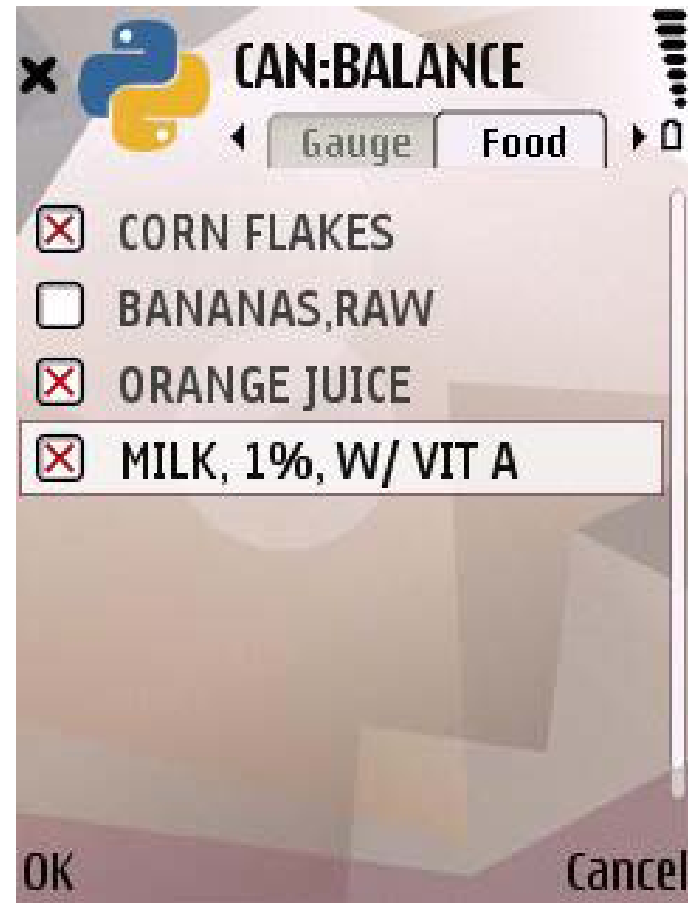 CAN:BALANCE
Gauge Food
CORN FLAKES
BANANAS,RAW
ORANGE JUICE
MILK, 1%, W/ VIT A
OK Cancel